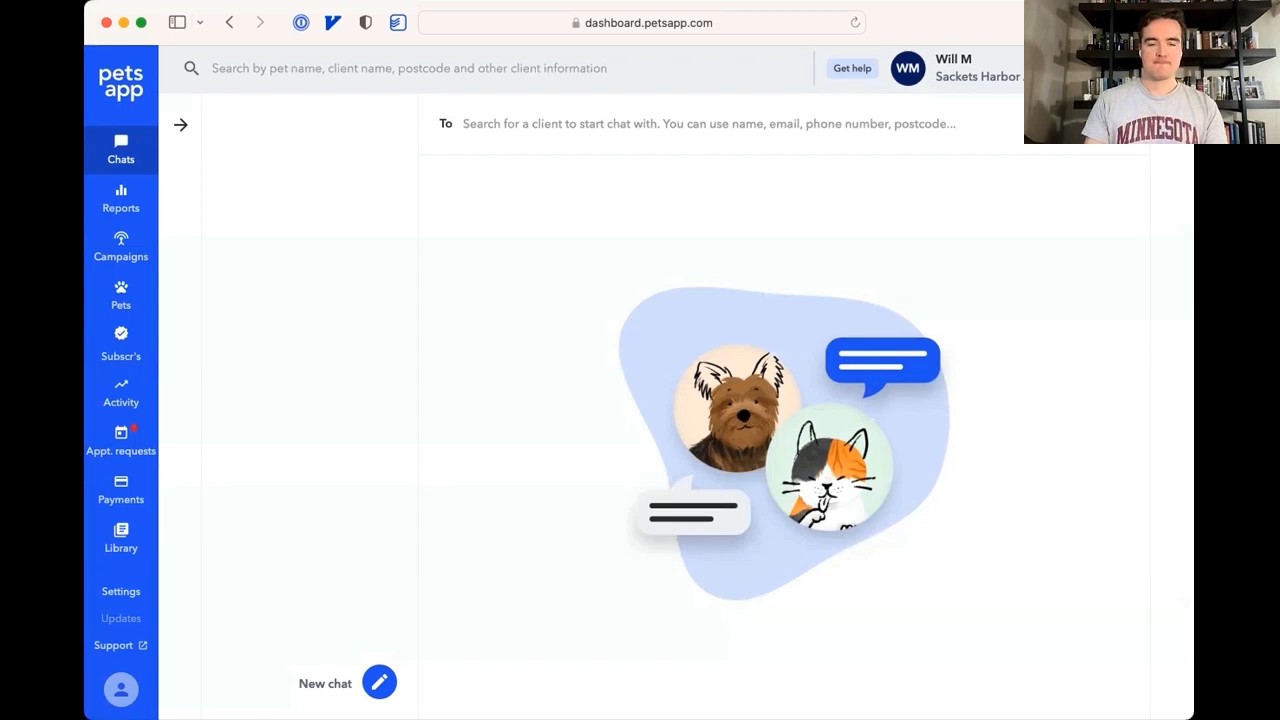 dashboard.petsapp.com
pets
app
Search by pet name, client name, postcode and other client information
Get help
WM
Will M
Sackets Harbor
To
Search for a client to start chat with. You can use name, email, phone number, postcode...
MINNESOTA
Chats
Reports
Campaigns
Pets
Subscr's
Activity
Appt. requests
Payments
Library
Settings
Updates
Support
New chat